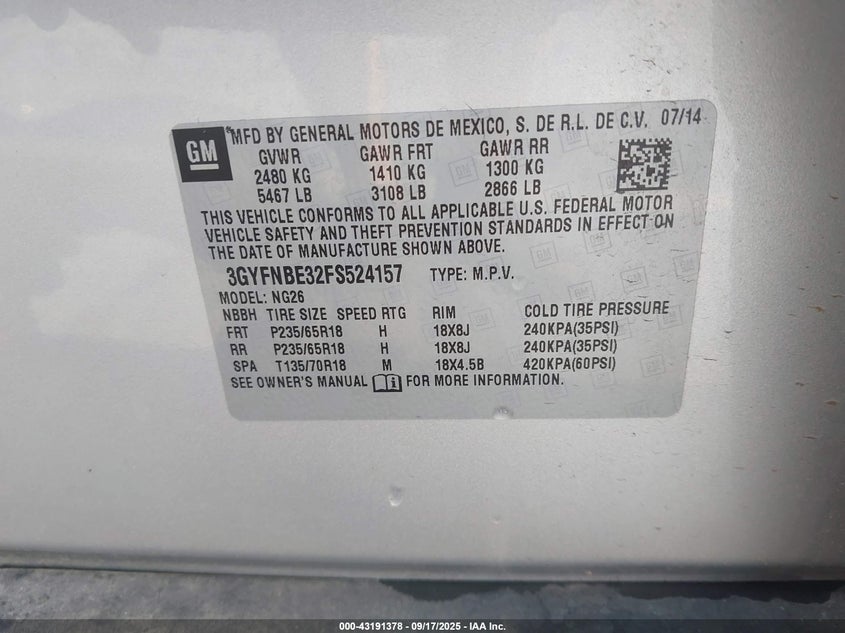 GM
*MFD BY GENERAL MOTORS DE MEXICO, S. DE R.L. DE C.V. 07/14
GVWR GAWR FRT GAWR RR
2480 KG 1410 KG 1300 KG
5467 LB 3108 LB 2866 LB
THIS VEHICLE CONFORMS TO ALL APPLICABLE U.S. FEDERAL MOTOR
VEHICLE SAFETY AND THEFT PREVENTION STANDARDS IN EFFECT ON
THE DATE OF MANUFACTURE SHOWN ABOVE.
3GYFNBE32FS524157 TYPE: M.P.V.
MODEL: NG26
NBBH TIRE SIZE SPEED RTG RIM COLD TIRE PRESSURE
FRT P235/65R18 H 18X8J 240KPA(35PSI)
RR P235/65R18 H 18X8J 240KPA(35PSI)
SPA T135/70R18 M 18X4.5B 420KPA(60PSI)
SEE OWNER'S MANUAL FOR MORE INFORMATION.
000-43191378 - 09/17/2025 - IAA Inc.